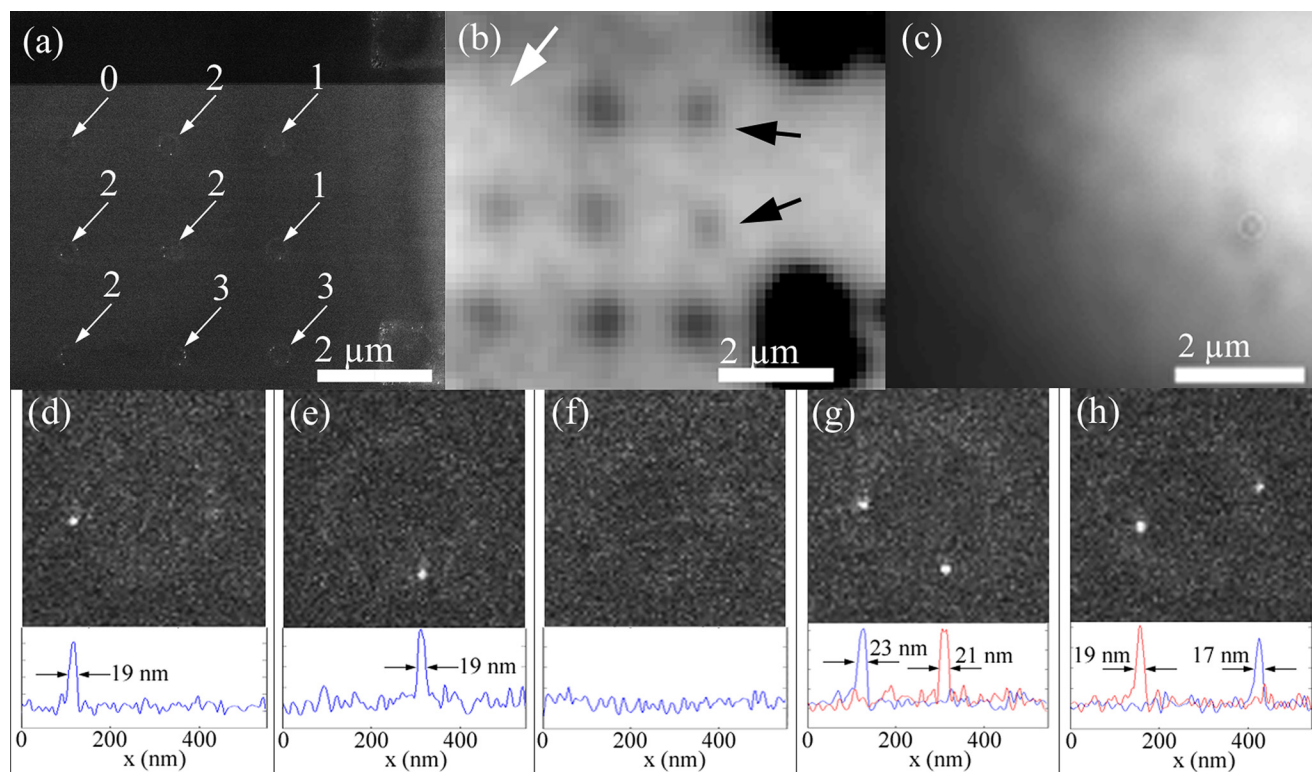 (a)
0 2 1
2 2 1
2 3 3
2 µm
(b)
2 µm
(c)
2 µm
(d)
19 nm
0 200 400
x (nm)
(e)
19 nm
0 200 400
x (nm)
(f)
0 200 400
x (nm)
(g)
23 nm 21 nm
0 200 400
x (nm)
(h)
19 nm 17 nm
0 200 400
x (nm)